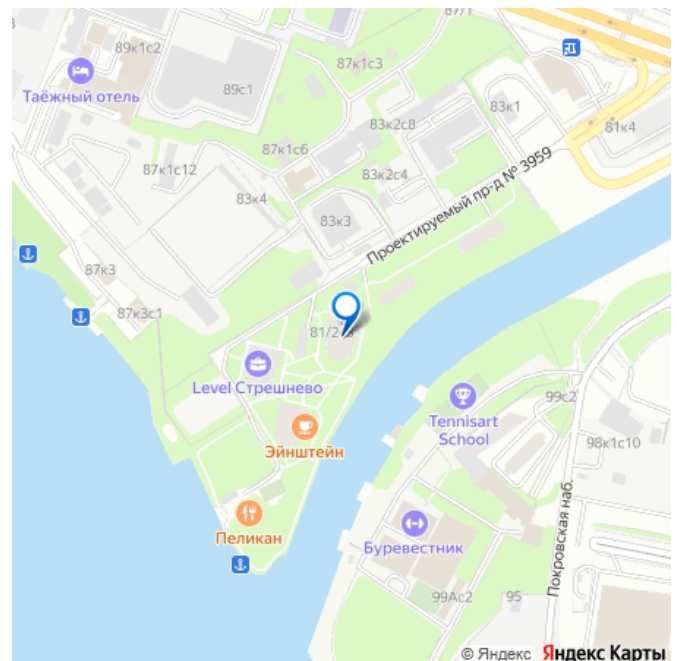 87/1
89к1с2
87к1с3
Таёжный отель
89с1
83к1
83к2с8
81к4
87к1с6
87к1с12
83к2с4
83к4
Проектируемый пр-д № 3959
83к3
87к3
87к3с1
Level Стрешнево
99с2
Tennisart
School
98к1с10
Эйнштейн
Пеликан
Буревестник
Покровская наб.
99Ас2
95
© Яндекс Яндекс Карты